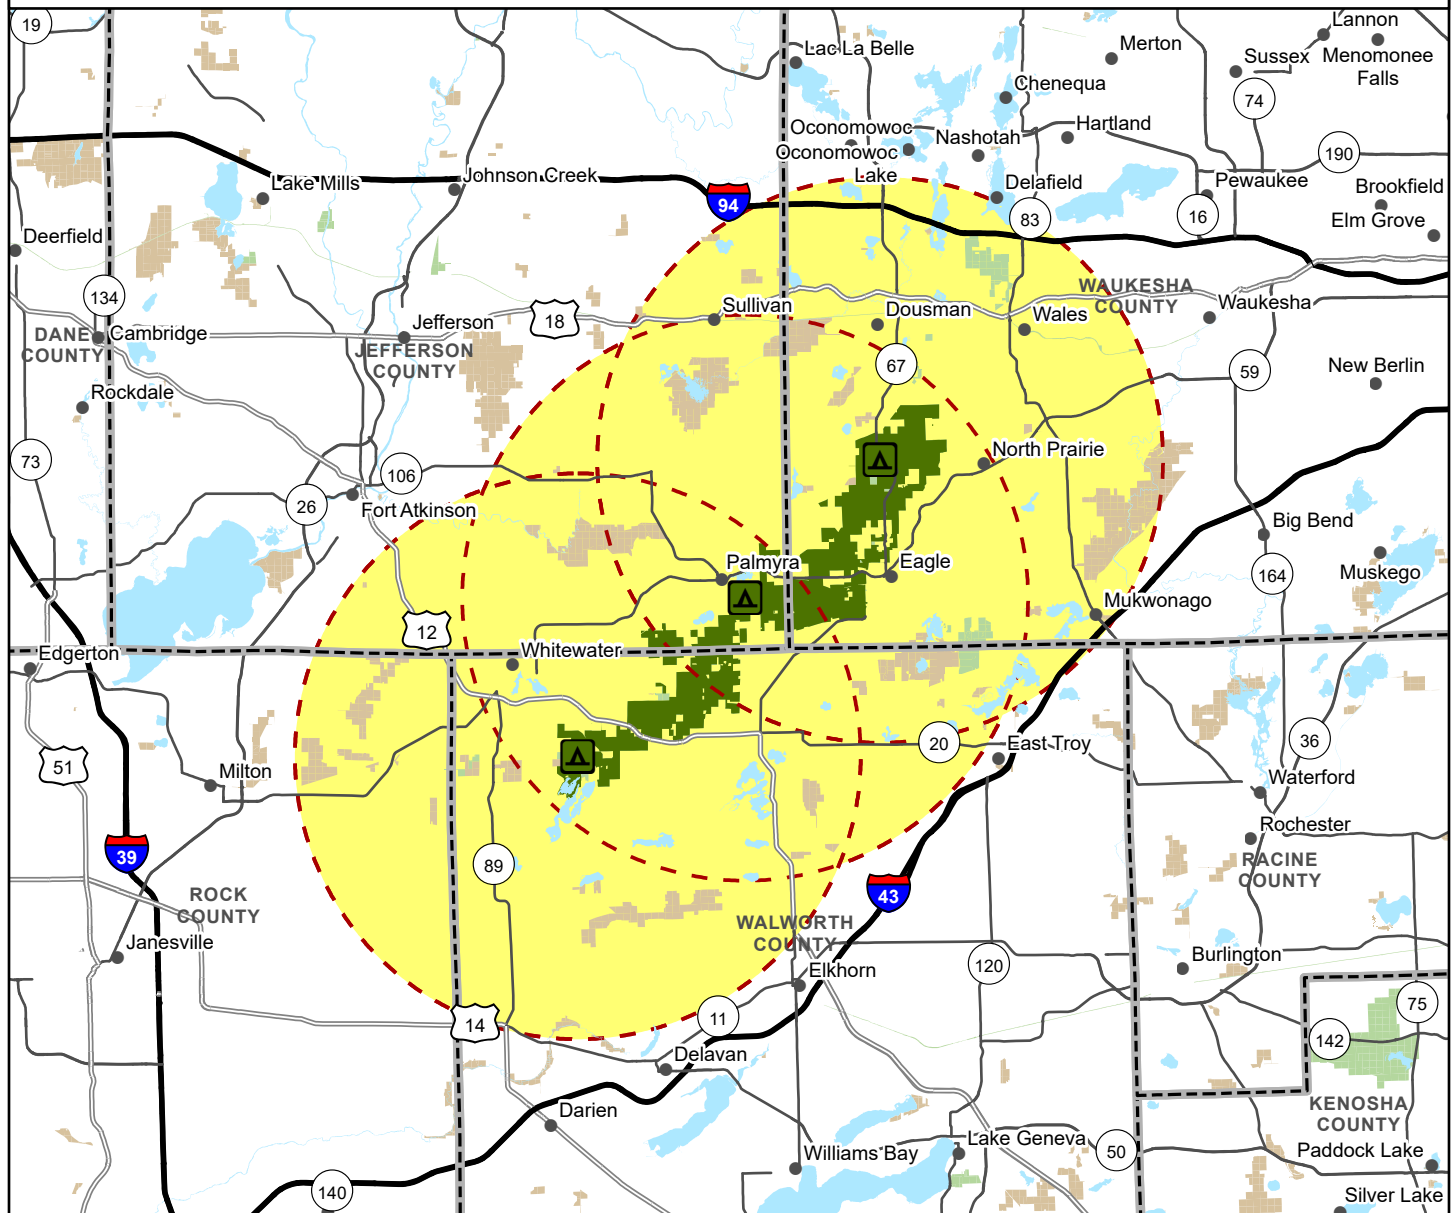 19
Lannon
Lac La Belle
Merton
Sussex
Menomonee
Falls
Chenequa
74
Oconomowoc
Nashotah
Hartland
Oconomowoc
Lake
190
Lake Mills
Johnson Creek
Delafield
Pewaukee
Brookfield
94
83
16
Elm Grove
Deerfield
134
WAUKESHA
COUNTY
Waukesha
Sullivan
Dousman
Wales
18
Jefferson
DANE
COUNTY
Cambridge
JEFFERSON
COUNTY
67
59
New Berlin
Rockdale
73
106
North Prairie
26
Fort Atkinson
Big Bend
Palmyra
Eagle
164
Muskego
12
Mukwonago
Edgerton
Whitewater
51
Milton
20
East Troy
36
Waterford
39
89
43
Rochester
RACINE
COUNTY
ROCK
COUNTY
WALWORTH
COUNTY
Janesville
Elkhorn
120
Burlington
14
11
75
142
Delavan
Darien
KENOSHA
COUNTY
Williams Bay
Lake Geneva
50
Paddock Lake
140
Silver Lake